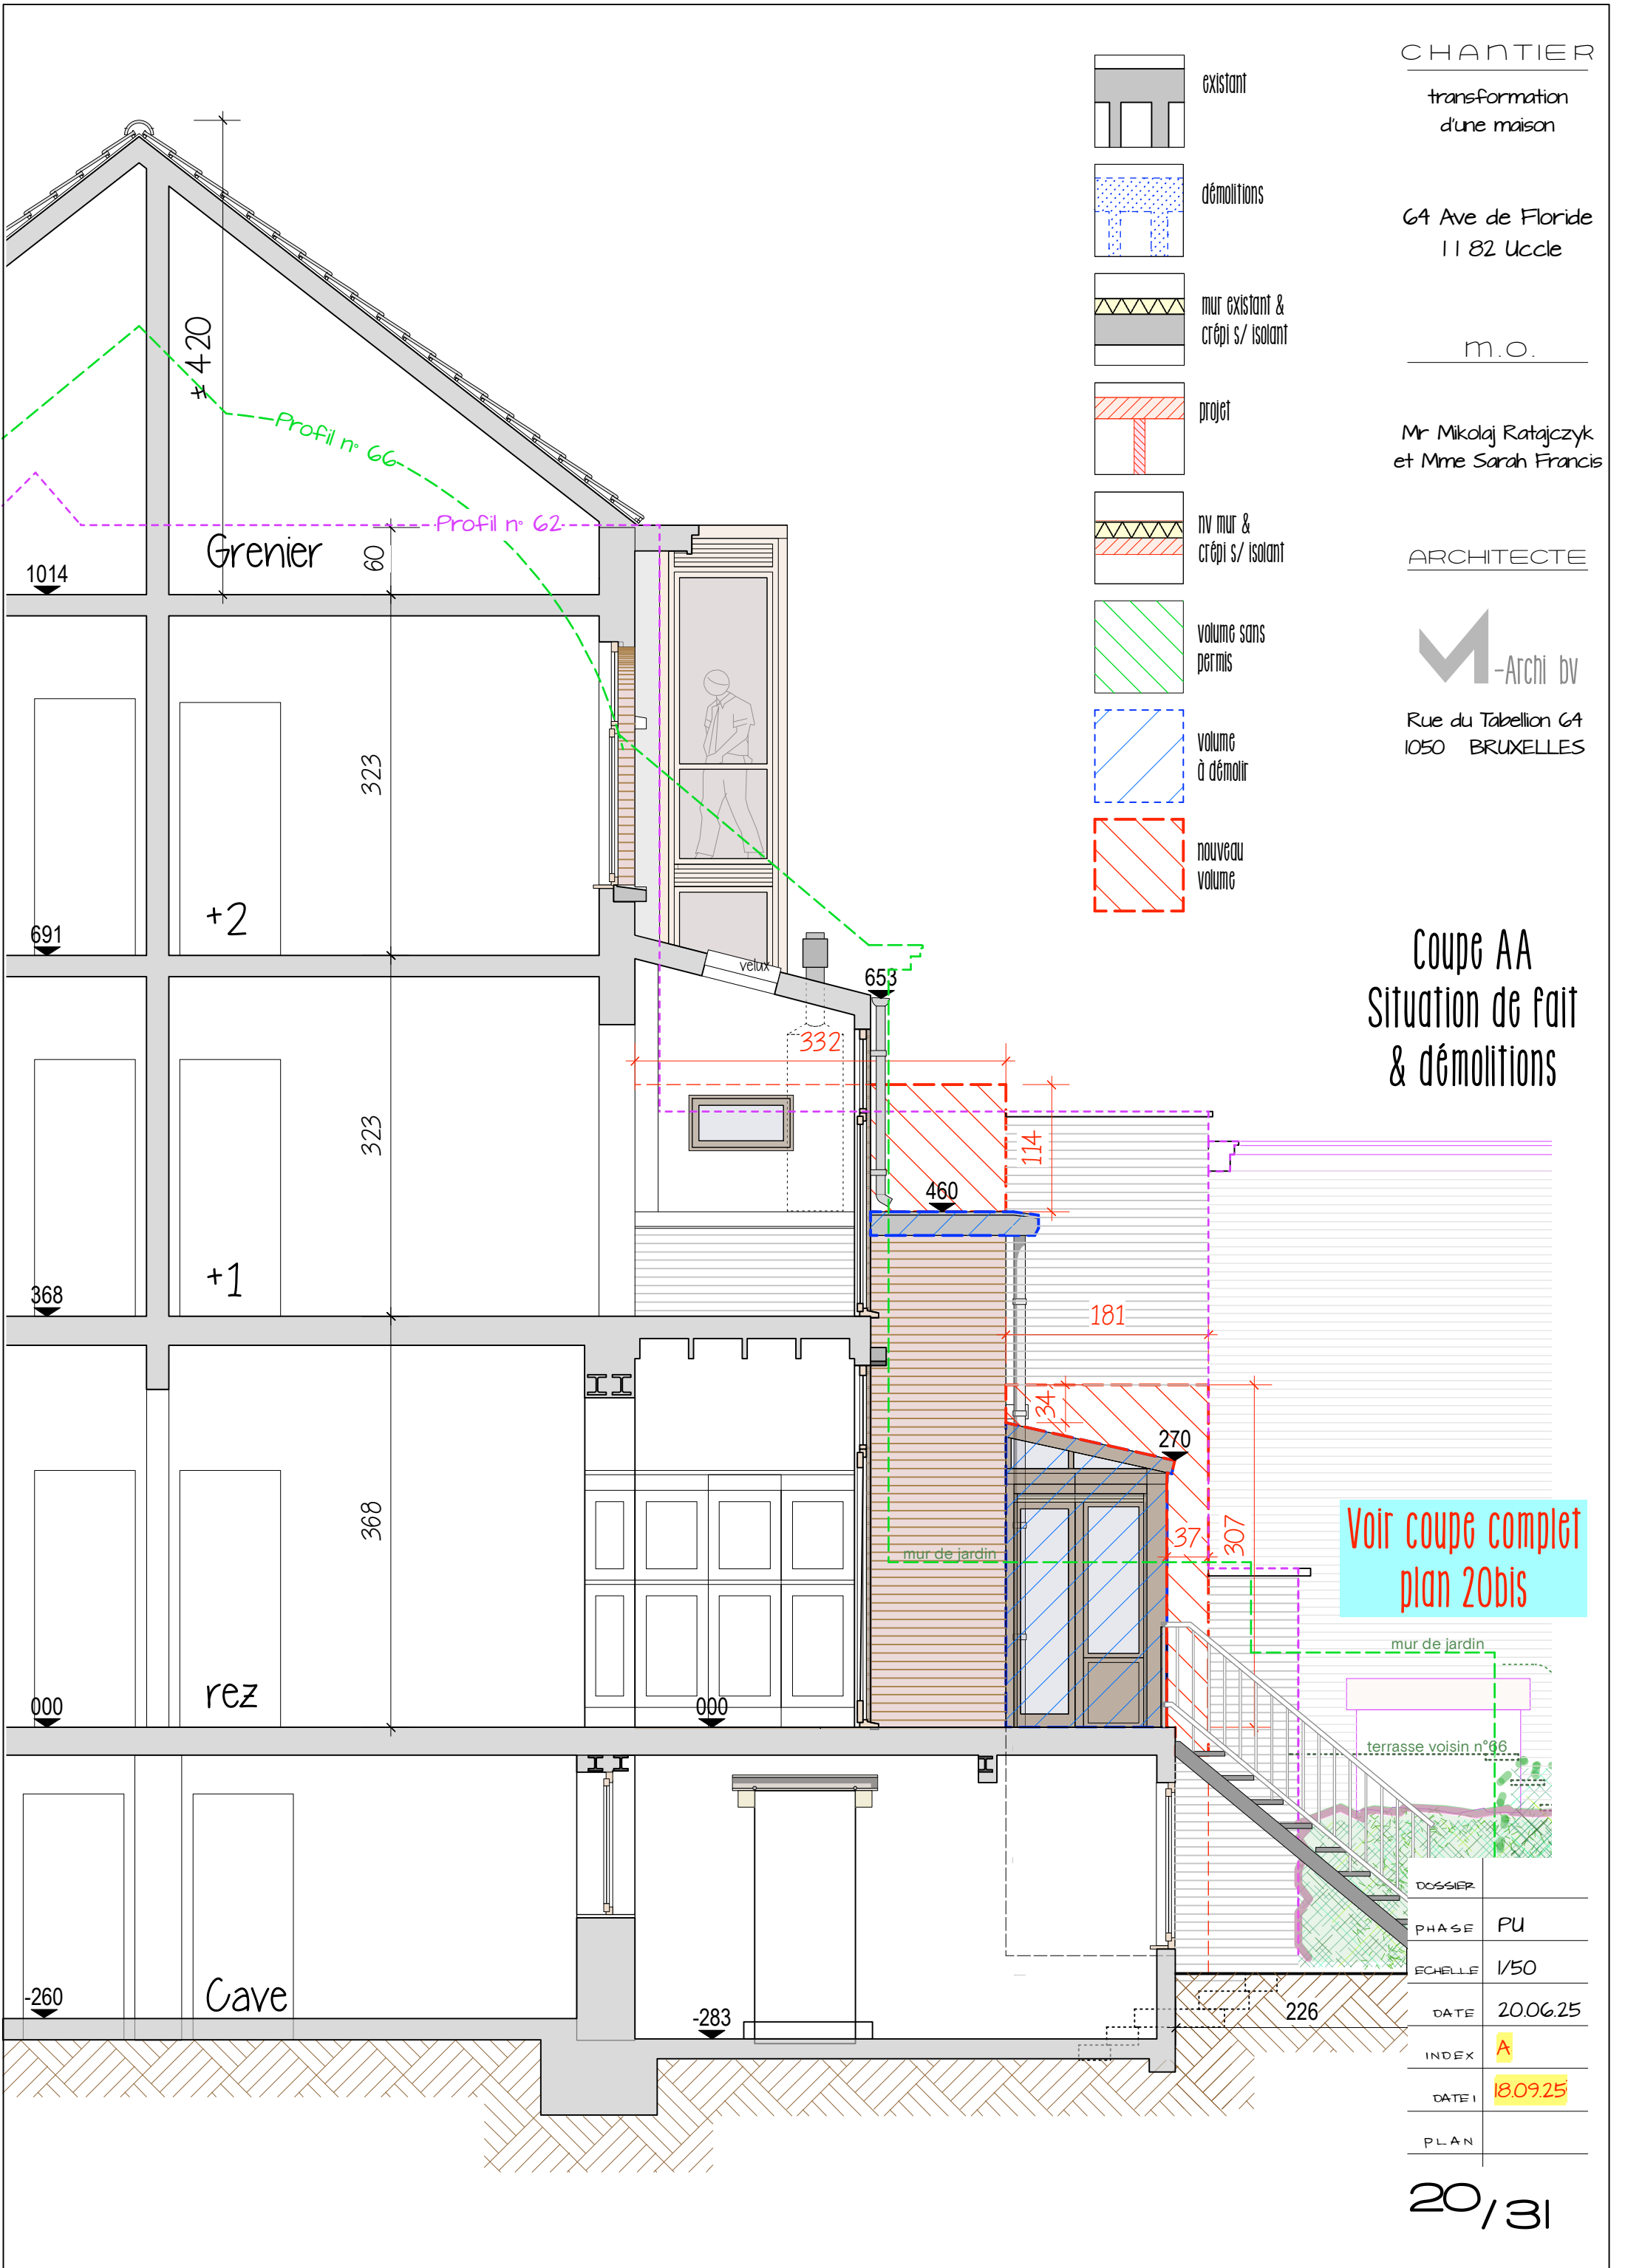 CHANTIER
transformation
d'une maison
64 Ave de Floride
1182 Uccle
m.o.
Mr Mikolaj Ratajczyk
et Mme Sarah Francis
ARCHITECTE
M-Archi bv
Rue du Tabellion 64
1050 BRUXELLES
existant
démolitions
mur existant &
crépi s/ isolant
projet
nv mur &
crépi s/ isolant
volume sans
permis
volume
à démolir
nouveau
volume
Coupe AA
Situation de fait
& démolitions
± 420
Profil n° 66
Profil n° 62
Grenier
60
1014
323
+2
691
velux
653
332
323
114
460
+1
368
181
34
270
368
37
307
mur de jardin
Voir coupe complet
plan 20bis
mur de jardin
rez
000
000
terrasse voisin n°66
Cave
-260
-283
226
DOSSIER
PHASE PU
ECHELLE 1/50
DATE 20.06.25
INDEX A
DATE 1 18.09.25
PLAN
20/31